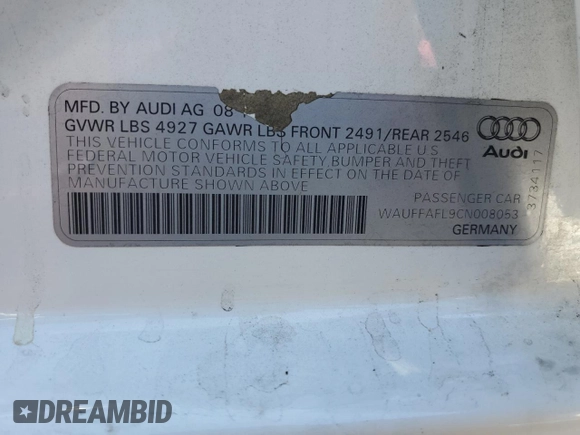 MFD. BY AUDI AG 08
GVWR LBS 4927 GAWR LBS FRONT 2491/REAR 2546
THIS VEHICLE CONFORMS TO ALL APPLICABLE U.S
FEDERAL MOTOR VEHICLE SAFETY, BUMPER AND THEFT
PREVENTION STANDARDS IN EFFECT ON THE DATE OF
MANUFACTURE SHOWN ABOVE
Audi
PASSENGER CAR
WAUFFAFL9CN008053
GERMANY
3734117
DREAMBID